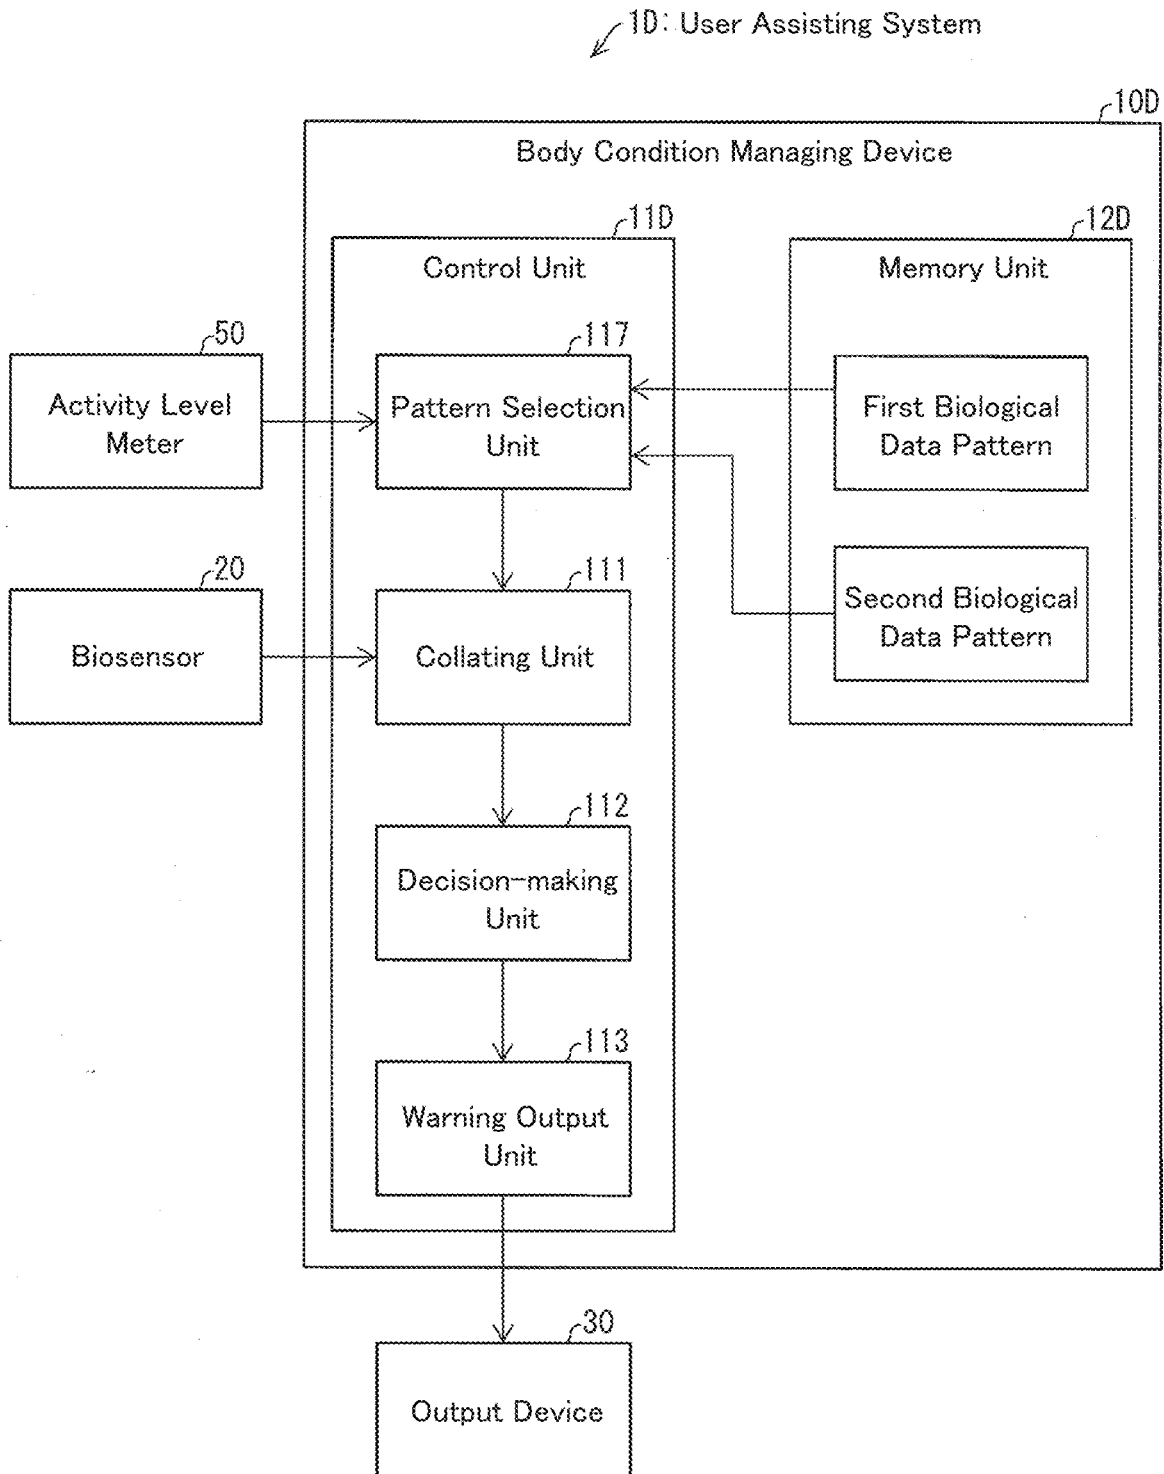 1D: User Assisting System
10D
Body Condition Managing Device
11D
Control Unit
12D
Memory Unit
50
Activity Level
Meter
117
Pattern Selection
Unit
First Biological
Data Pattern
20
Biosensor
111
Collating Unit
Second Biological
Data Pattern
112
Decision-making
Unit
113
Warning Output
Unit
30
Output Device